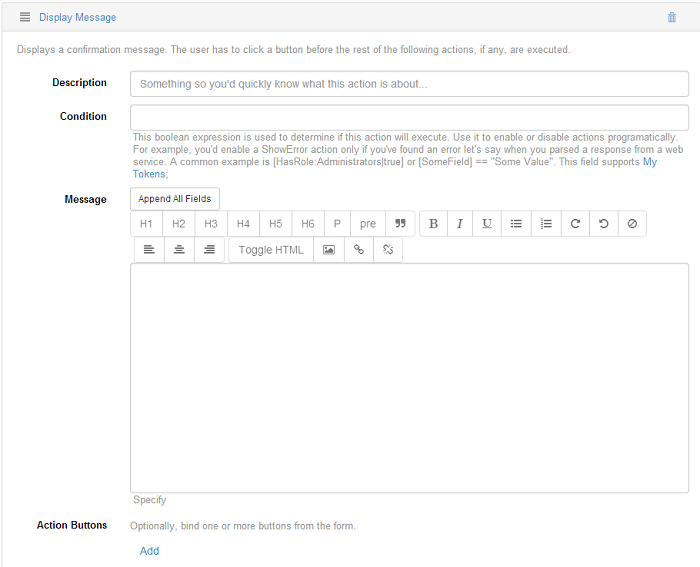 Display Message
Displays a confirmation message. The user has to click a button before the rest of the following actions, if any, are executed.
Description
Something so you'd quickly know what this action is about...
Condition
This boolean expression is used to determine if this action will execute. Use it to enable or disable actions programatically.
For example, you'd enable a ShowError action only if you've found an error let's say when you parsed a response from a web
service. A common example is [HasRole:Administrators|true] or [SomeField] == "Some Value". This field supports My
Tokens;
Message
Append All Fields
H1 H2 H3 H4 H5 H6 P pre B I U
Toggle HTML
Specify
Action Buttons
Optionally, bind one or more buttons from the form.
Add